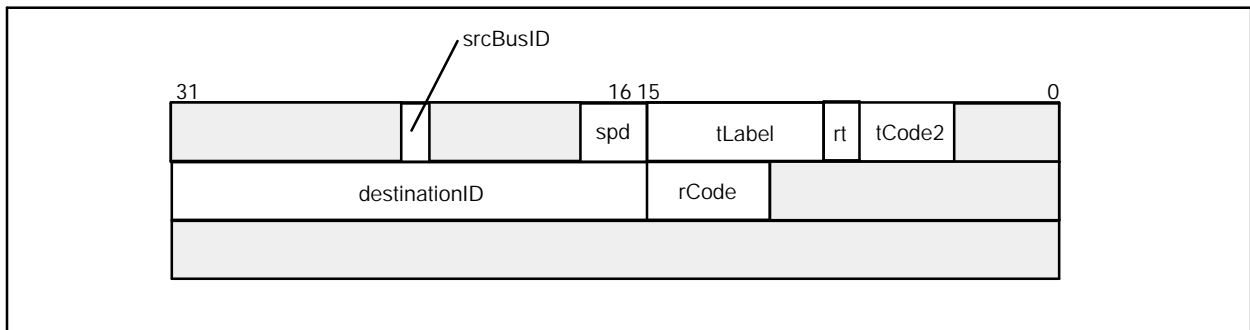 srcBusID
31 16 15 0
spd tLabel rt tCode2
destinationID rCode